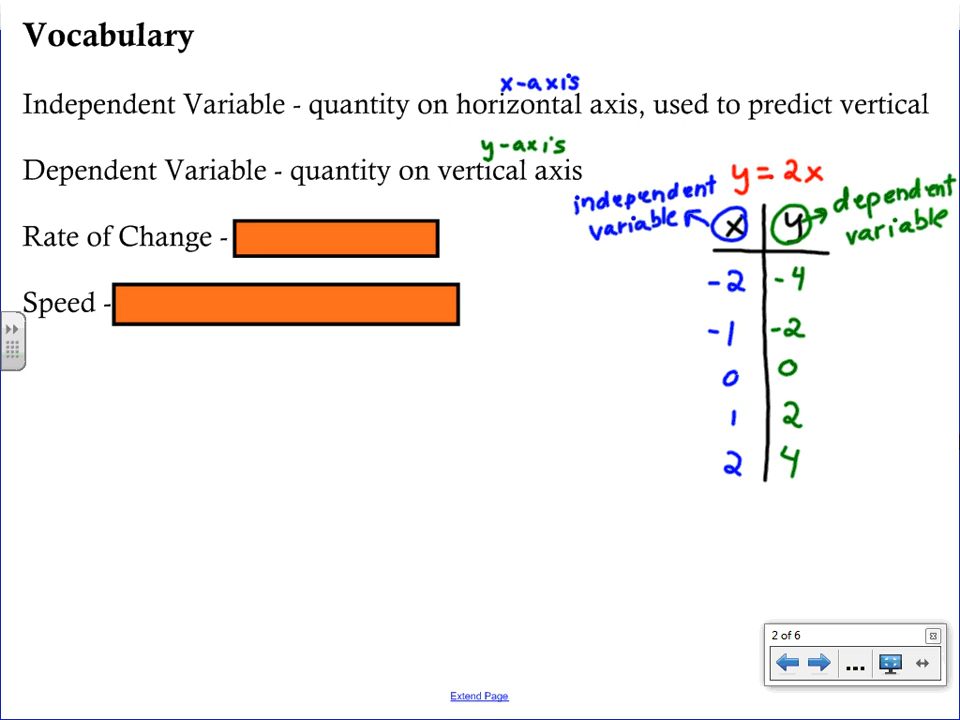 Vocabulary
x-axis
Independent Variable - quantity on horizontal axis, used to predict vertical
y-axis
Dependent Variable - quantity on vertical axis
y = 2x
independent variable
x y
dependent variable
Rate of Change -
-2 -4
Speed -
-1 -2
0 0
1 2
2 4
2 of 6
...
Extend Page